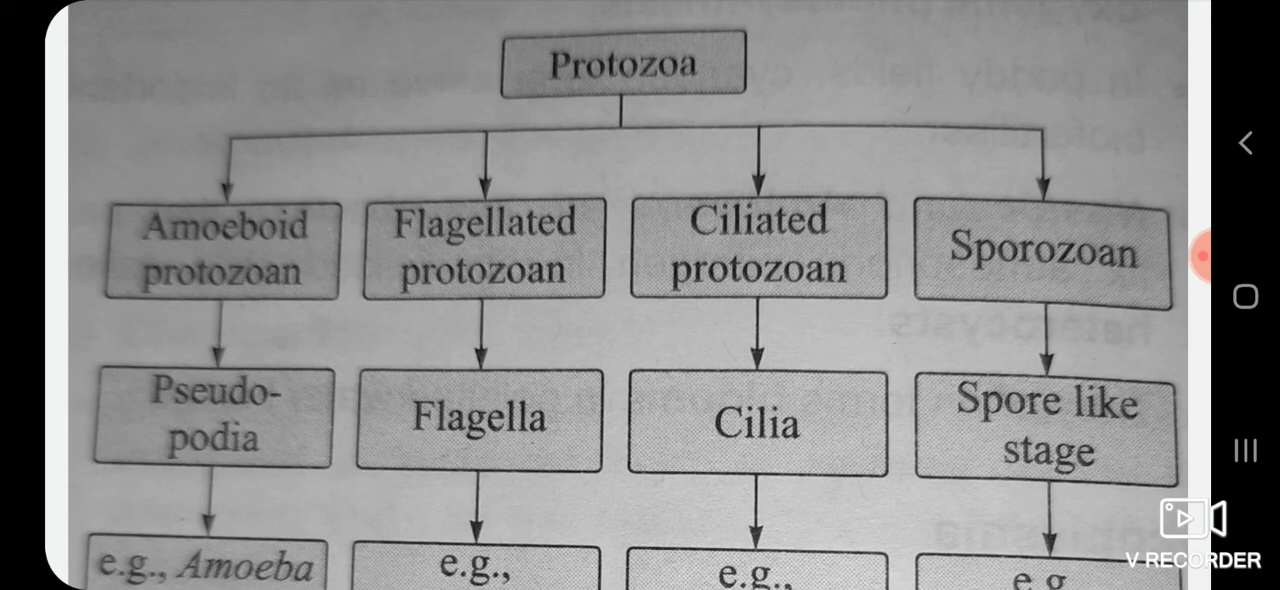 Protozoa
Amoeboid
protozoan
Flagellated
protozoan
Ciliated
protozoan
Sporozoan
Pseudo-
podia
Flagella
Cilia
Spore like
stage
e.g., Amoeba
e.g.,
e.g.,
e.g
V RECORDER